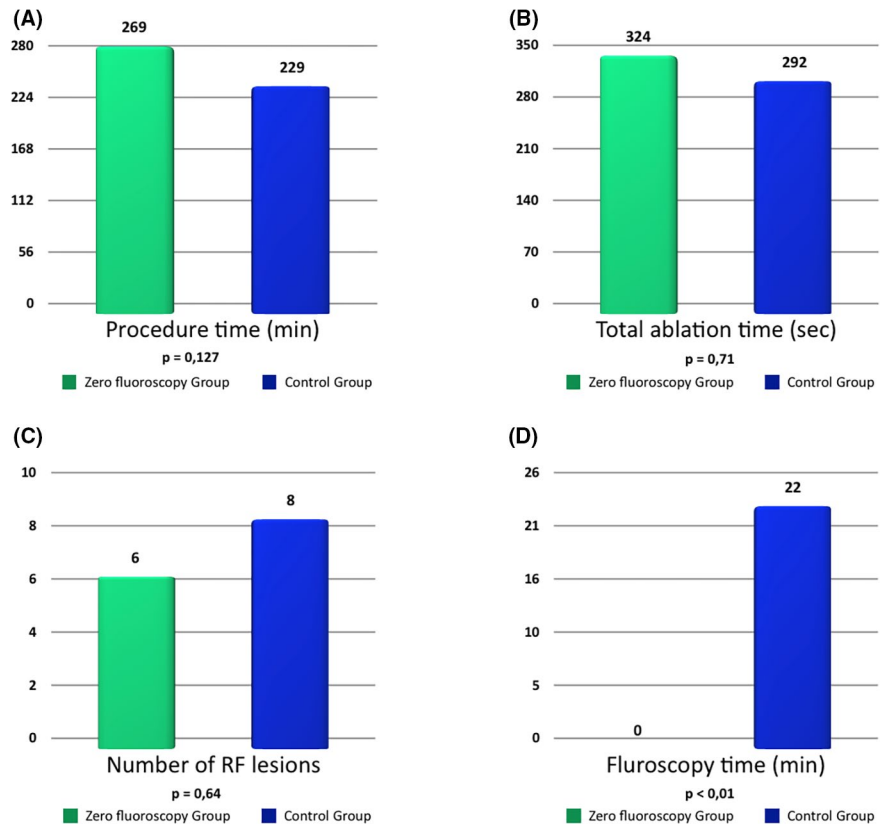 (A)
269
280
229
224
168
112
56
0
Procedure time (min)
p = 0,127
Zero fluoroscopy Group Control Group
(B)
350
324
292
280
210
140
70
0
Total ablation time (sec)
p = 0,71
Zero fluoroscopy Group Control Group
(C)
10
8
8
6
6
4
2
0
Number of RF lesions
p = 0,64
Zero fluoroscopy Group Control Group
(D)
26
22
21
16
10
5
0
0
Fluroscopy time (min)
p < 0,01
Zero fluoroscopy Group Control Group